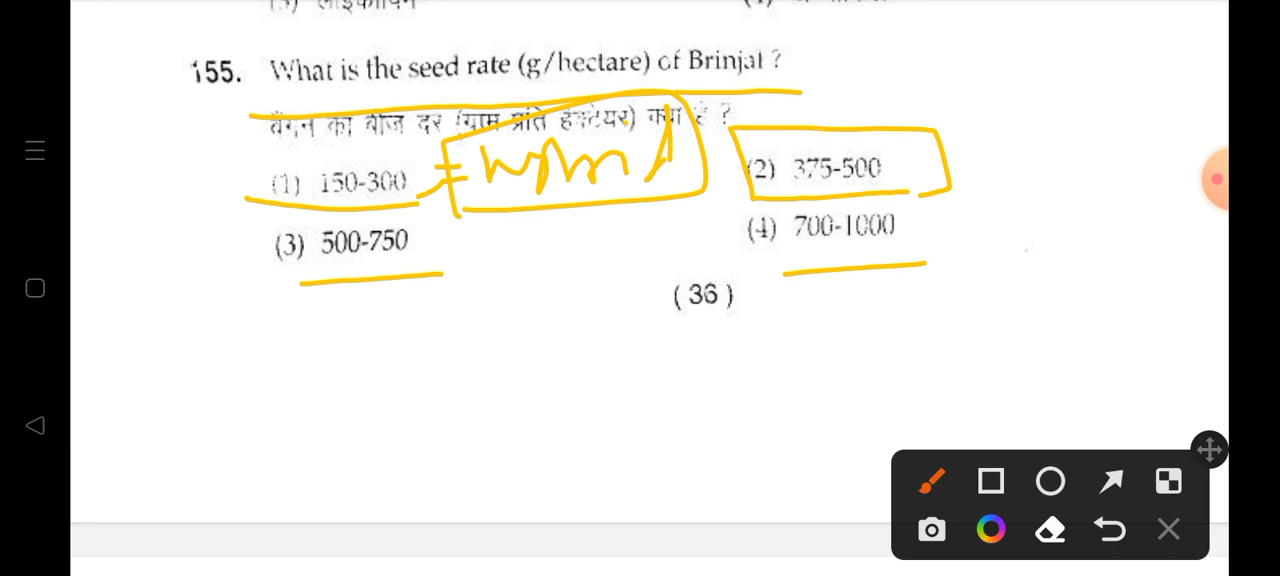 155. What is the seed rate (g/hectare) of Brinjal ?
बैंगन का बीज दर (ग्राम प्रति हैक्टेयर) क्या है ?
(1) 150-300 (2) 375-500
(3) 500-750 (4) 700-1000
( 36 )